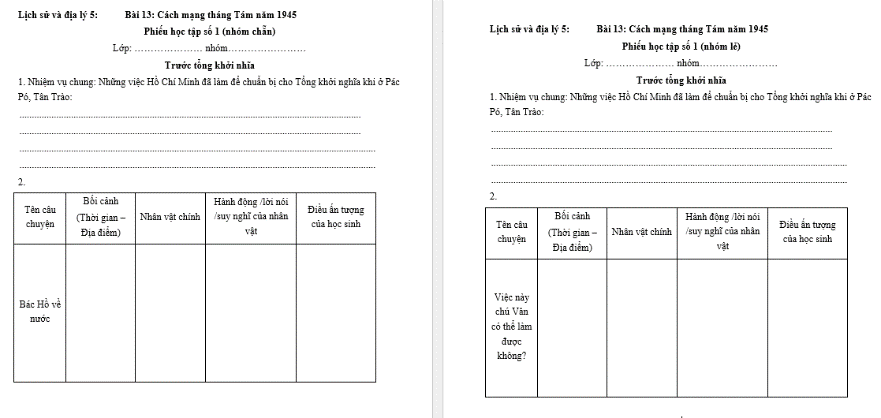 Lịch sử và địa lý 5: Bài 13: Cách mạng tháng Tám năm 1945
Phiếu học tập số 1 (nhóm chẵn)
Lớp: ........................ nhóm..............................
Trước tổng khởi nghĩa
1. Nhiệm vụ chung: Những việc Hồ Chí Minh đã làm để chuẩn bị cho Tổng khởi nghĩa khi ở Pác
Pó, Tân Trào:
2.
Tên câu
chuyện
Bối cảnh
(Thời gian –
Địa điểm)
Nhân vật chính
Hành động /lời nói
/suy nghĩ của nhân
vật
Điều ấn tượng
của học sinh
Bác Hồ về
nước
Lịch sử và địa lý 5: Bài 13: Cách mạng tháng Tám năm 1945
Phiếu học tập số 1 (nhóm lẻ)
Lớp: ........................ nhóm..............................
Trước tổng khởi nghĩa
1. Nhiệm vụ chung: Những việc Hồ Chí Minh đã làm để chuẩn bị cho Tổng khởi nghĩa khi ở Pác
Pó, Tân Trào:
2.
Tên câu
chuyện
Bối cảnh
(Thời gian –
Địa điểm)
Nhân vật chính
Hành động /lời nói
/suy nghĩ của nhân
vật
Điều ấn tượng
của học sinh
Việc này
chú Văn
có thể làm
được
không?